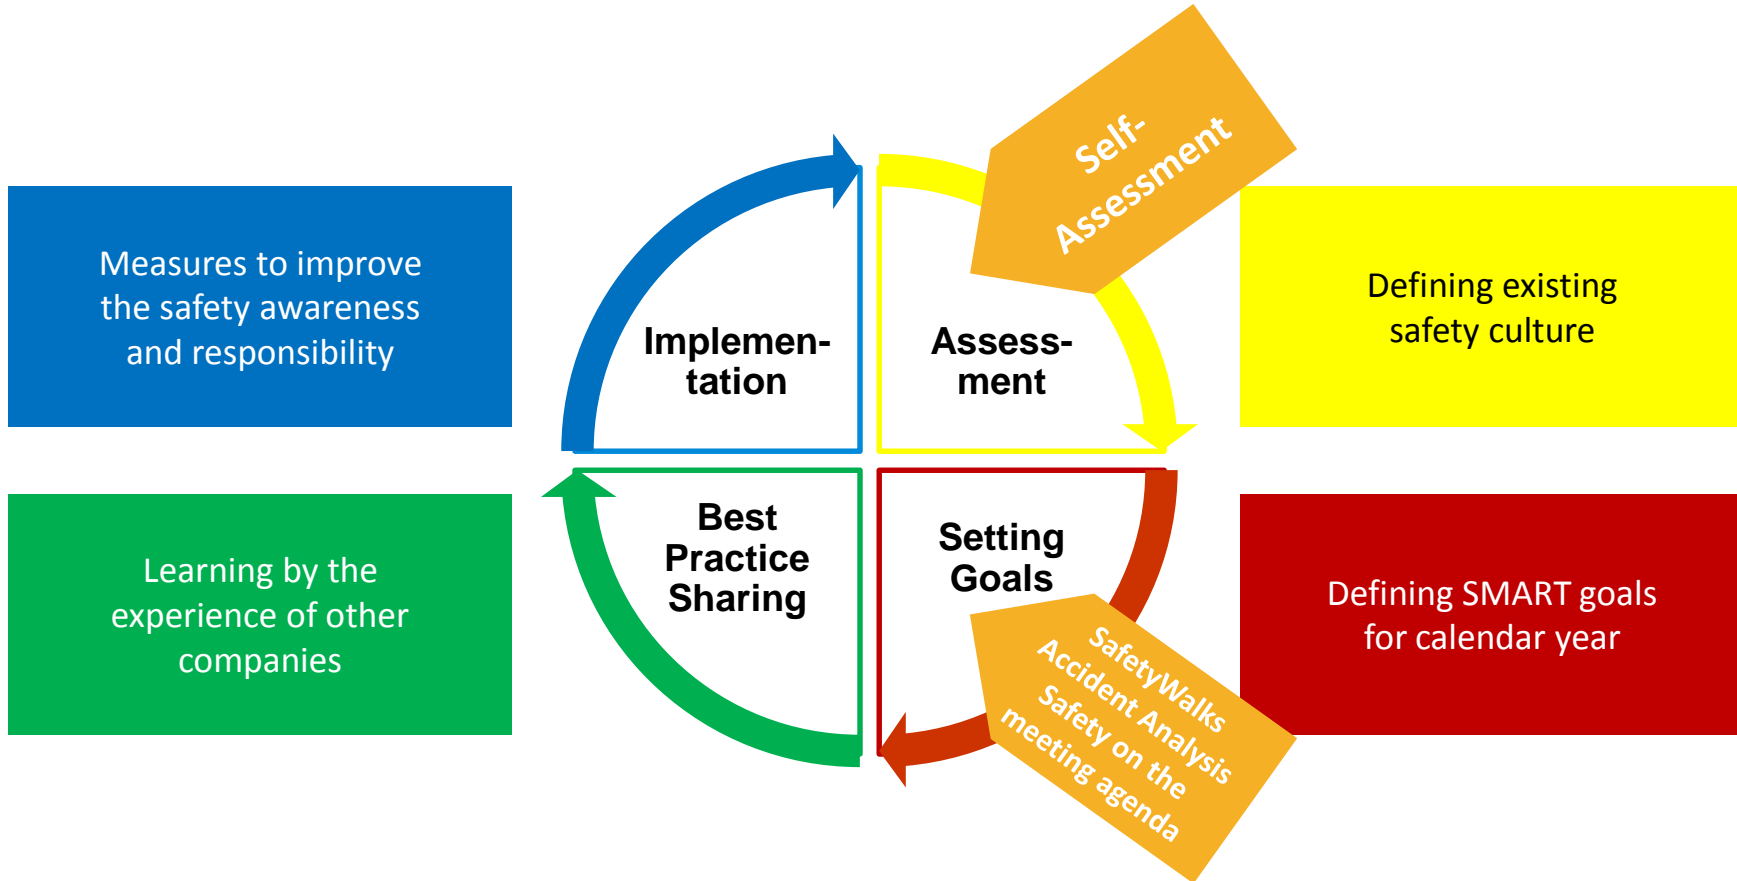 Self-
Assessment
Measures to improve
the safety awareness
and responsibility
Implemen-
tation
Assess-
ment
Defining existing
safety culture
Learning by the
experience of other
companies
Best
Practice
Sharing
Setting
Goals
Defining SMART goals
for calendar year
SafetyWalks
Accident Analysis
Safety on the
meeting agenda